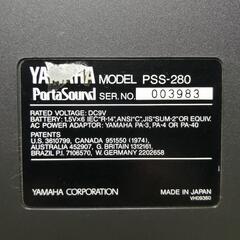 YAMAHA MODEL PSS-280
PortaSound SER.NO. 003983
RATED VOLTAGE: DC9V
BATTERY: 1.5V×6 IEC"R-14",ANSI"C",JIS"SUM-2"OR EQUIV.
AC POWER ADAPTOR: YAMAHA PA-3, PA-4 OR PA-40
PATENTS
U.S. 3610799, CANADA 951550 (1974),
AUSTRALIA 452907, G. BRITAIN 1312161,
BRAZIL P.I. 7106570, W. GERMANY 2202658
YAMAHA CORPORATION MADE IN JAPAN
VH09360